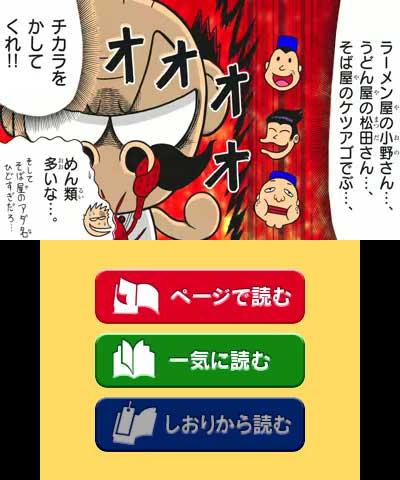 ラーメン屋の小野さん…、
うどん屋の松田さん…、
そば屋のケツアゴでぶ…、
オオオオ
チカラを
かして
くれ!!
めん類
多いな…。
そして
そば屋のアダ名
ひどすぎだろ…
ページで読む
一気に読む
しおりから読む